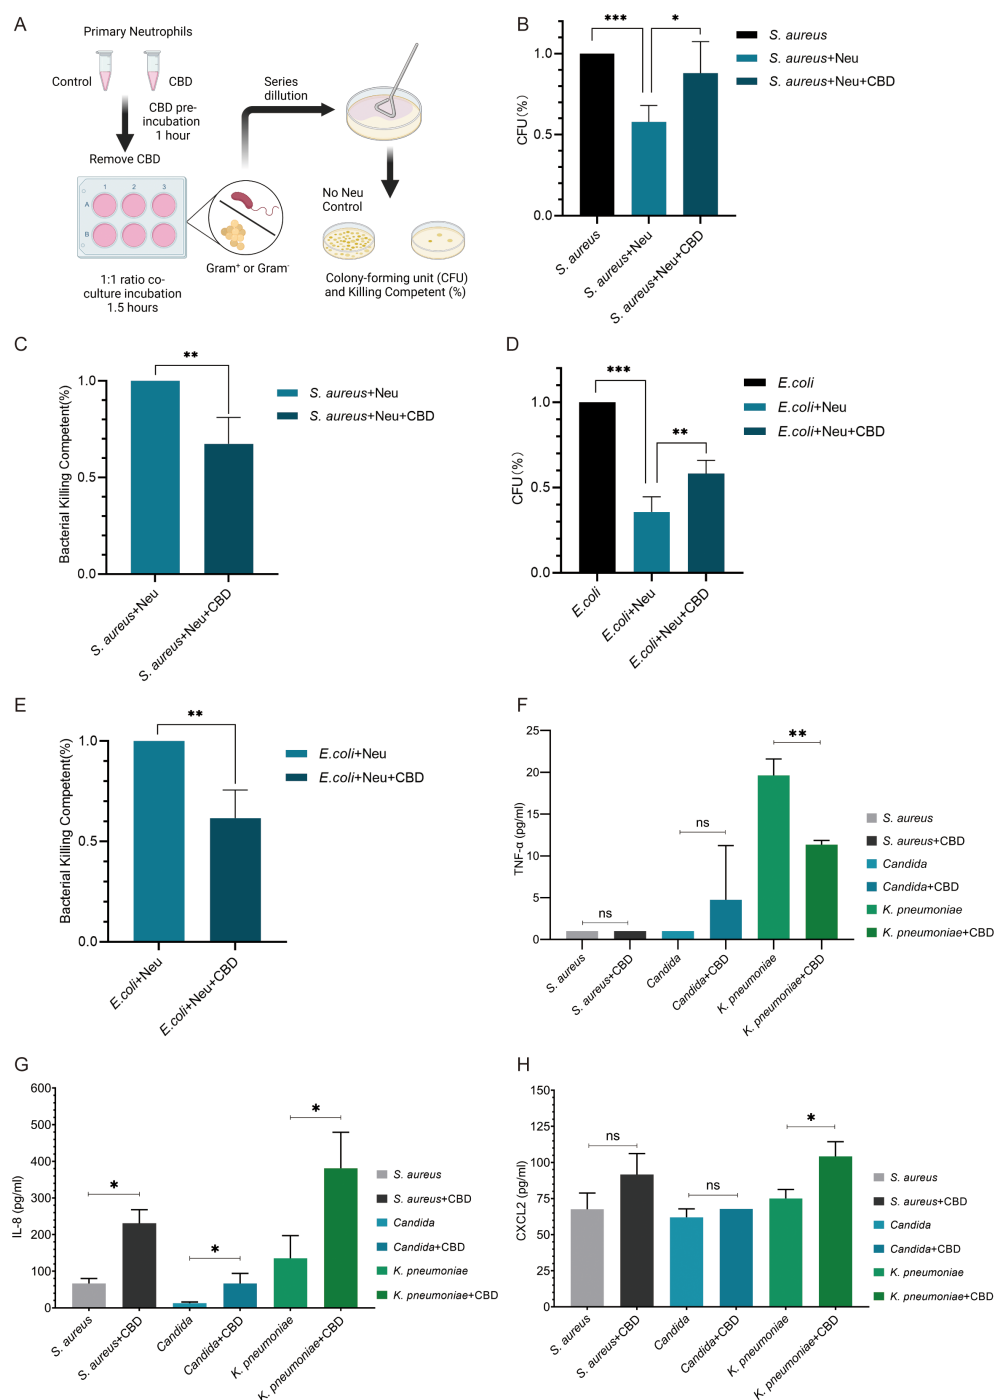 A
Primary Neutrophils
Control
CBD
CBD pre-
incubation
1 hour
Remove CBD
1 2 3
A
B
1:1 ratio co-
culture incubation
1.5 hours
Series
dillution
Gram⁺ or Gram⁻
No Neu
Control
Colony-forming unit (CFU)
and Killing Competent (%)
B
CFU(%)
1.0
0.5
0.0
***
*
S. aureus
S. aureus+Neu
S. aureus+Neu+CBD
S. aureus
S. aureus+Neu
S. aureus+Neu+CBD
C
Bacterial Killing Competent(%)
1.0
0.5
0.0
**
S. aureus+Neu
S. aureus+Neu+CBD
S. aureus+Neu
S. aureus+Neu+CBD
D
CFU(%)
1.0
0.5
0.0
***
**
E.coli
E.coli+Neu
E.coli+Neu+CBD
E.coli
E.coli+Neu
E.coli+Neu+CBD
E
Bacterial Killing Competent(%)
1.0
0.5
0.0
**
E.coli+Neu
E.coli+Neu+CBD
E.coli+Neu
E.coli+Neu+CBD
F
TNF-α (pg/ml)
25
20
15
10
5
0
ns
ns
**
S. aureus
S. aureus+CBD
Candida
Candida+CBD
K. pneumoniae
K. pneumoniae+CBD
S. aureus
S. aureus+CBD
Candida
Candida+CBD
K. pneumoniae
K. pneumoniae+CBD
G
IL-8 (pg/ml)
600
500
400
300
200
100
0
*
*
*
S. aureus
S. aureus+CBD
Candida
Candida+CBD
K. pneumoniae
K. pneumoniae+CBD
S. aureus
S. aureus+CBD
Candida
Candida+CBD
K. pneumoniae
K. pneumoniae+CBD
H
CXCL2 (pg/ml)
150
125
100
75
50
25
0
ns
ns
*
S. aureus
S. aureus+CBD
Candida
Candida+CBD
K. pneumoniae
K. pneumoniae+CBD
S. aureus
S. aureus+CBD
Candida
Candida+CBD
K. pneumoniae
K. pneumoniae+CBD